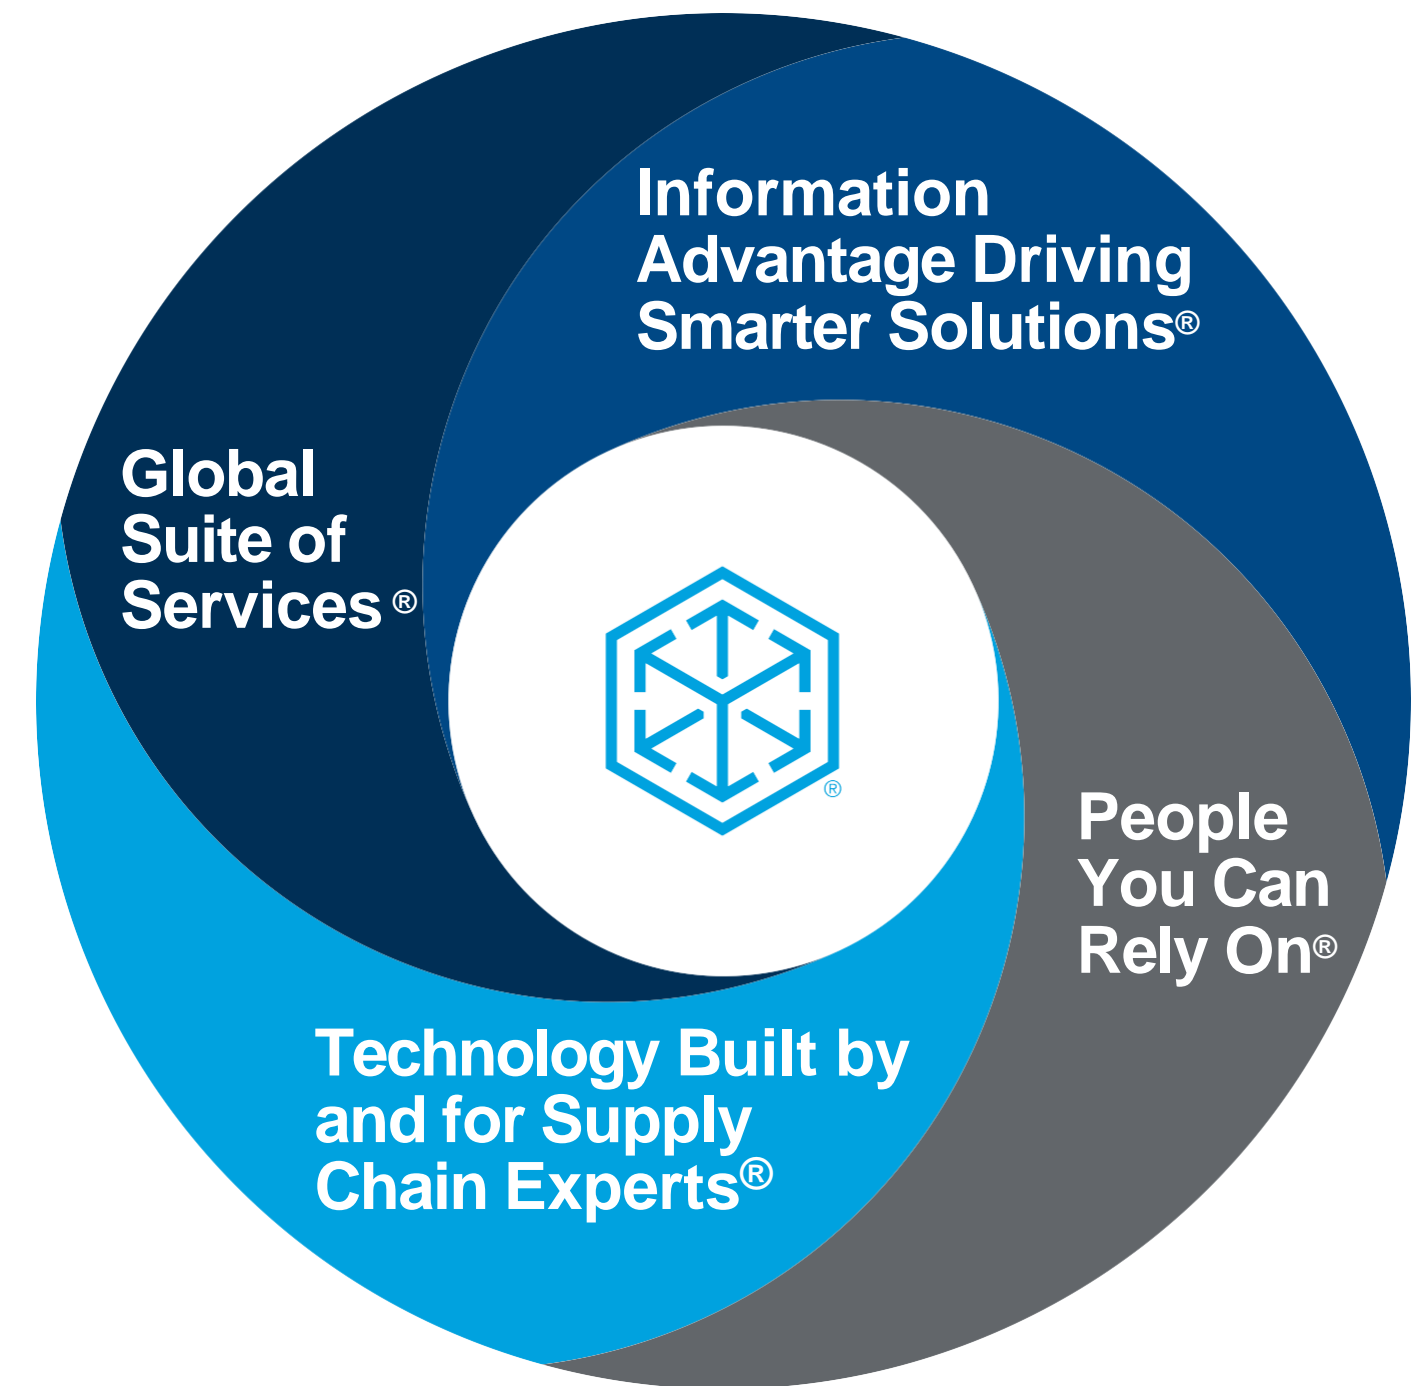 Information
Advantage Driving
Smarter Solutions®
Global
Suite of
Services ®
®
People
You Can
Rely On®
Technology Built by
and for Supply
Chain Experts®